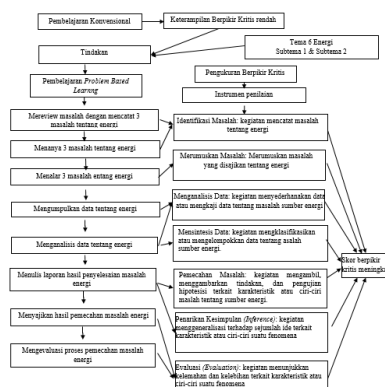 Pembelajaran Konvensional
Keterampilan Berpikir Kritis rendah
Tindakan
Tema 6 Energi
Subtema 1 & Subtema 2
Pembelajaran Problem Based
Learning
Pengukuran Berpikir Kritis
Instrumen penilaian
Mereview masalah dengan mencatat 3
masalah tentang energi
Menanya 3 masalah tentang energi
Menalar 3 masalah entang energi
Mengumpulkan data tentang energi
Menganalisis data tentang energi
Menulis laporan hasil penyelesaian masalah
energi
Menyajikan hasil pemecahan masalah energi
Mengevaluasi proses pemecahan masalah
energi
Identifikasi Masalah: kegiatan mencatat masalah
tentang energi
Merumuskan Masalah: Merumuskan masalah
yang disajikan tentang energi
Menganalisis Data: kegiatan menyederhanakan data
atau mengkaji data tentang masalah sumber energi
Mensintesis Data: kegiatan mengklasifikasikan
atau mengelompokkan data tentang asalah
sumber energi.
Pemecahan Masalah: kegiatan mengambil,
menggambarkan tindakan, dan pengujian
hipotesisi terkait karakteristik atau ciri-ciri
maslah tentang sumber energi.
Penarikan Kesimpulan (Inference): kegiatan
menggeneralisasi terhadap sejumlah ide terkait
karakteristik atau ciri-ciri suatu fenomena
Evaluasi (Evaluation): kegiatan menunjukkan
kelemahan dan kelebihan terkait karakteristik atau
ciri-ciri suatu fenomena
Skor berpikir
kritis meningka